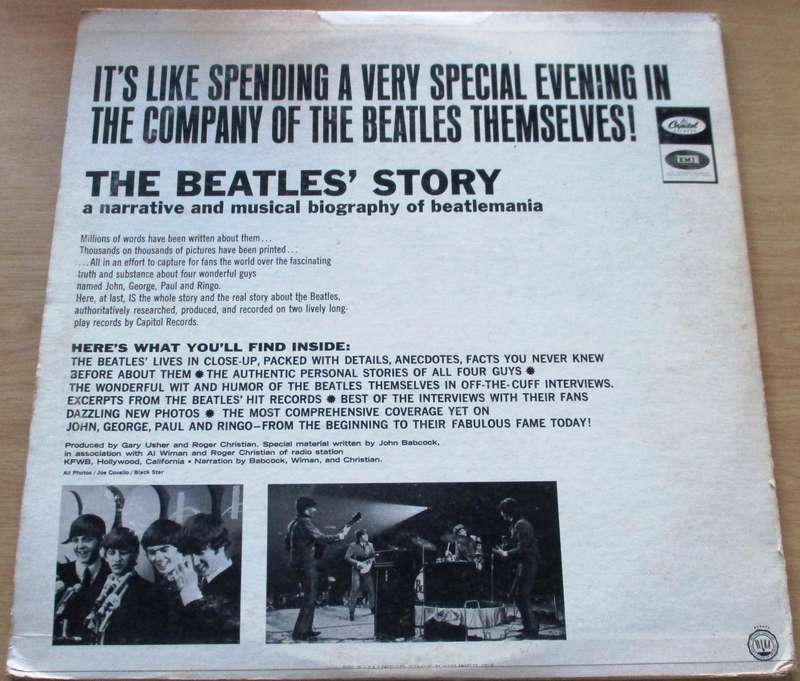 IT'S LIKE SPENDING A VERY SPECIAL EVENING IN
THE COMPANY OF THE BEATLES THEMSELVES!
Capitol
EMI
THE BEATLES' STORY
a narrative and musical biography of beatlemania
Millions of words have been written about them...
Thousands on thousands of pictures have been printed...
....All in an effort to capture for fans the world over the fascinating
truth and substance about four wonderful guys
named John, George, Paul and Ringo.
Here, at last, IS the whole story and the real story about the Beatles,
authoritatively researched, produced, and recorded on two lively long-
play records by Capitol Records.
HERE'S WHAT YOU'LL FIND INSIDE:
THE BEATLES' LIVES IN CLOSE-UP, PACKED WITH DETAILS, ANECDOTES, FACTS YOU NEVER KNEW
BEFORE ABOUT THEM ✹ THE AUTHENTIC PERSONAL STORIES OF ALL FOUR GUYS ✹
THE WONDERFUL WIT AND HUMOR OF THE BEATLES THEMSELVES IN OFF-THE-CUFF INTERVIEWS.
EXCERPTS FROM THE BEATLES' HIT RECORDS ✹ BEST OF THE INTERVIEWS WITH THEIR FANS
DAZZLING NEW PHOTOS ✹ THE MOST COMPREHENSIVE COVERAGE YET ON
JOHN, GEORGE, PAUL AND RINGO—FROM THE BEGINNING TO THEIR FABULOUS FAME TODAY!
Produced by Gary Usher and Roger Christian. Special material written by John Babcock,
in association with Al Wiman and Roger Christian of radio station
KFWB, Hollywood, California • Narration by Babcock, Wiman, and Christian.
All Photos / Joe Covello / Black Star